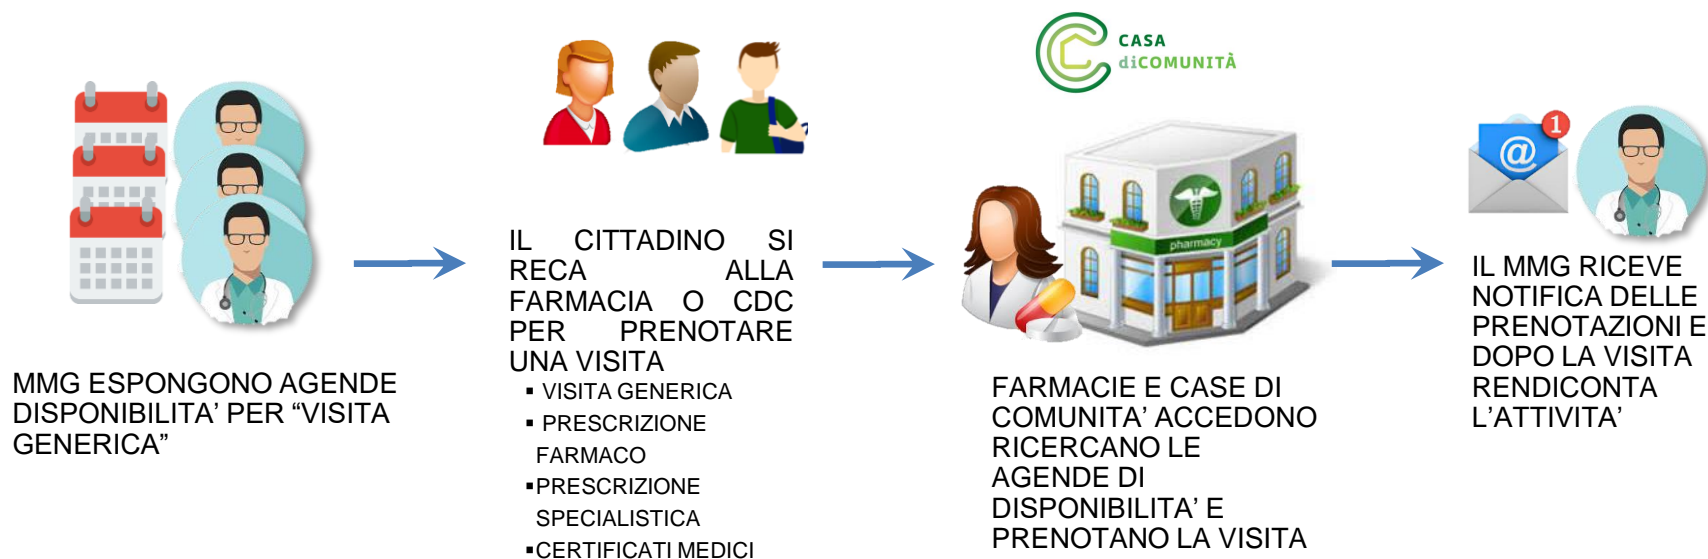 MMG ESPONGONO AGENDE
DISPONIBILITA’ PER “VISITA
GENERICA”
IL CITTADINO SI
RECA ALLA
FARMACIA O CDC
PER PRENOTARE
UNA VISITA
▪ VISITA GENERICA
▪ PRESCRIZIONE
FARMACO
▪PRESCRIZIONE
SPECIALISTICA
▪CERTIFICATI MEDICI
CASA
diCOMUNITÀ
pharmacy
FARMACIE E CASE DI
COMUNITA’ ACCEDONO
RICERCANO LE
AGENDE DI
DISPONIBILITA’ E
PRENOTANO LA VISITA
1
@
IL MMG RICEVE
NOTIFICA DELLE
PRENOTAZIONI E
DOPO LA VISITA
RENDICONTA
L’ATTIVITA’